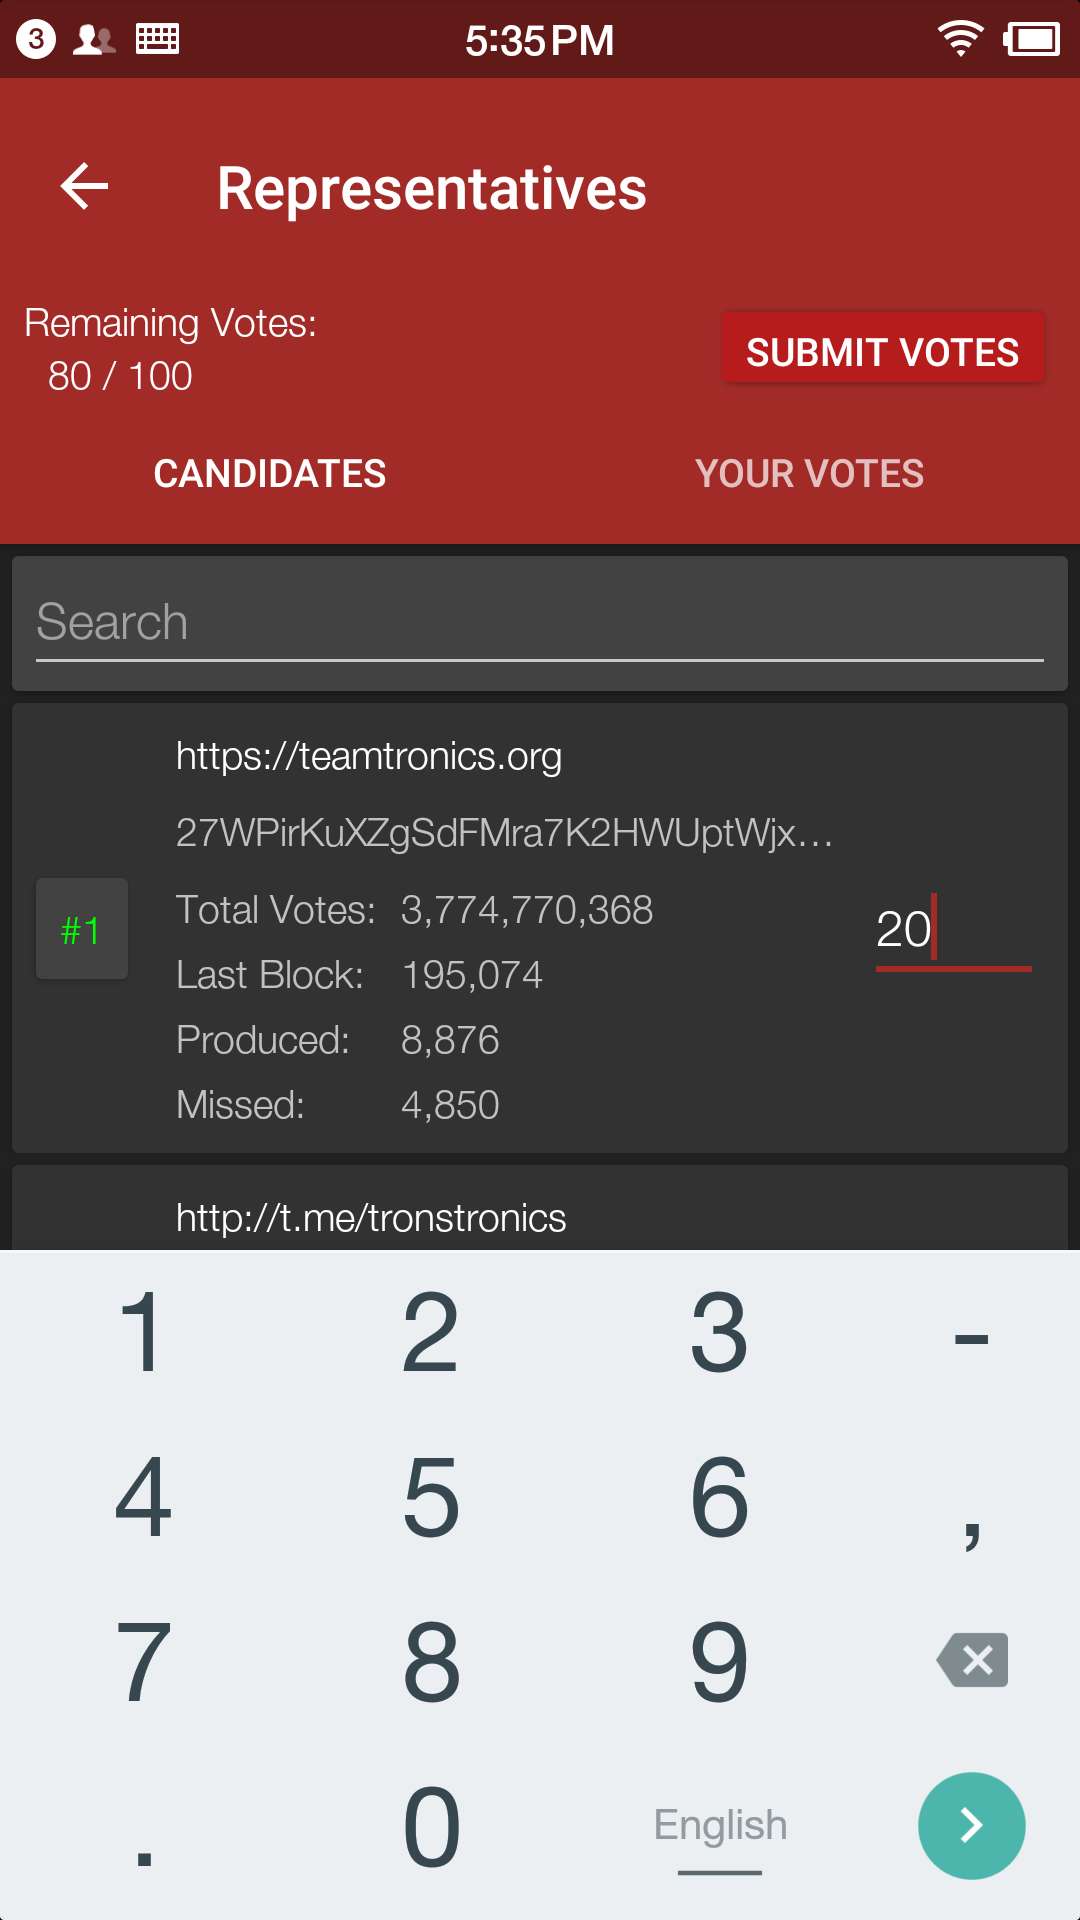 3
5:35 PM
Representatives
Remaining Votes:
80 / 100
SUBMIT VOTES
CANDIDATES
YOUR VOTES
Search
https://teamtronics.org
27WPirKuXZgSdFMra7K2HWUptWjx...
#1
Total Votes: 3,774,770,368
20
Last Block: 195,074
Produced: 8,876
Missed: 4,850
http://t.me/tronstronics
1 2 3 -
4 5 6 ,
7 8 9
. 0 English